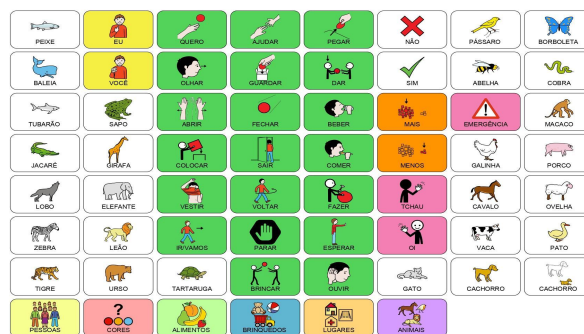 PEIXE EU QUERO AJUDAR PEGAR NÃO PÁSSARO BORBOLETA
BALEIA VOCÊ OLHAR GUARDAR DAR SIM ABELHA COBRA
TUBARÃO SAPO ABRIR FECHAR BEBER MAIS EMERGÊNCIA MACACO
JACARÉ GIRAFA COLOCAR SAIR COMER MENOS GALINHA PORCO
LOBO ELEFANTE VESTIR VOLTAR FAZER TCHAU CAVALO OVELHA
ZEBRA LEÃO IR/VAMOS PARAR ESPERAR OI VACA PATO
TIGRE URSO TARTARUGA BRINCAR OUVIR GATO CACHORRO CACHORRO
PESSOAS ? CORES ALIMENTOS BRINQUEDOS LUGARES ANIMAIS